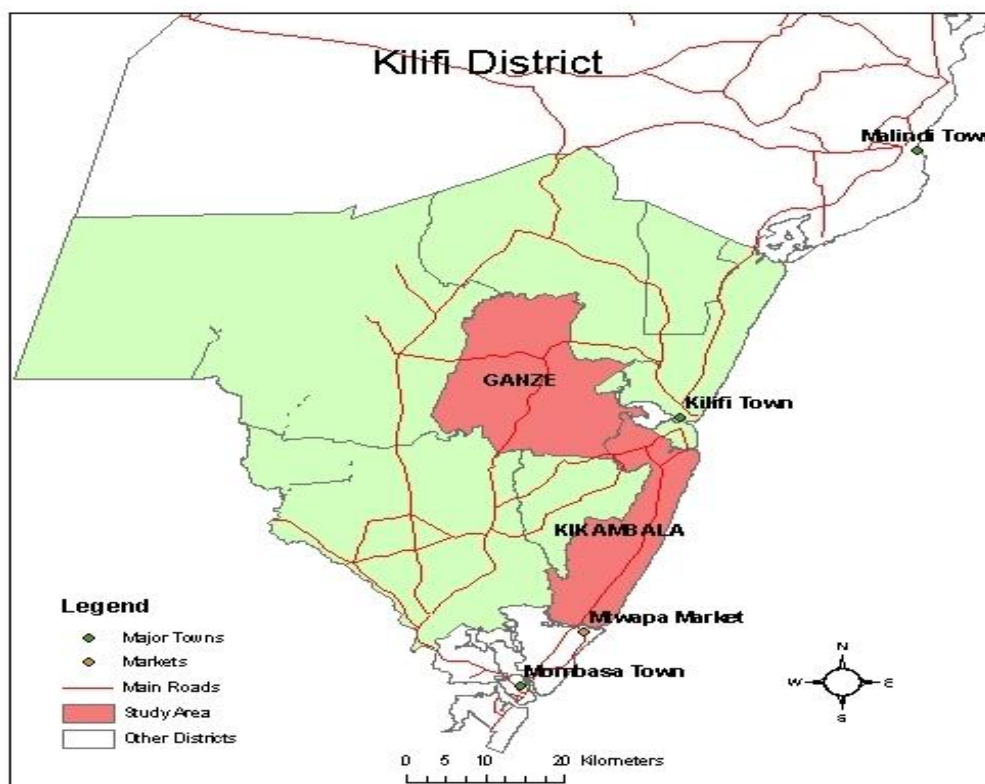 Kilifi District
Malindi Town
GANZE
Kilifi Town
KIKAMBALA
Mtwapa Market
Mombasa Town
Legend
Major Towns
Markets
Main Roads
Study Area
Other Districts
N
W E
S
0 5 10 20 Kilometers